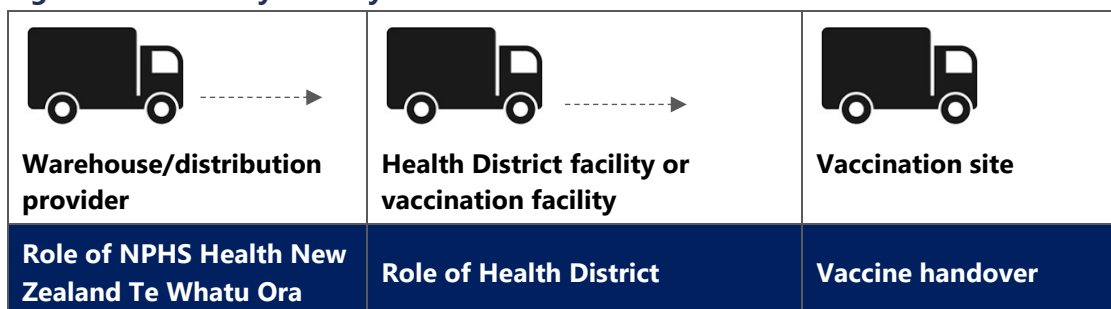 Warehouse/distribution
provider
Health District facility or
vaccination facility
Vaccination site
Role of NPHS Health New
Zealand Te Whatu Ora
Role of Health District
Vaccine handover